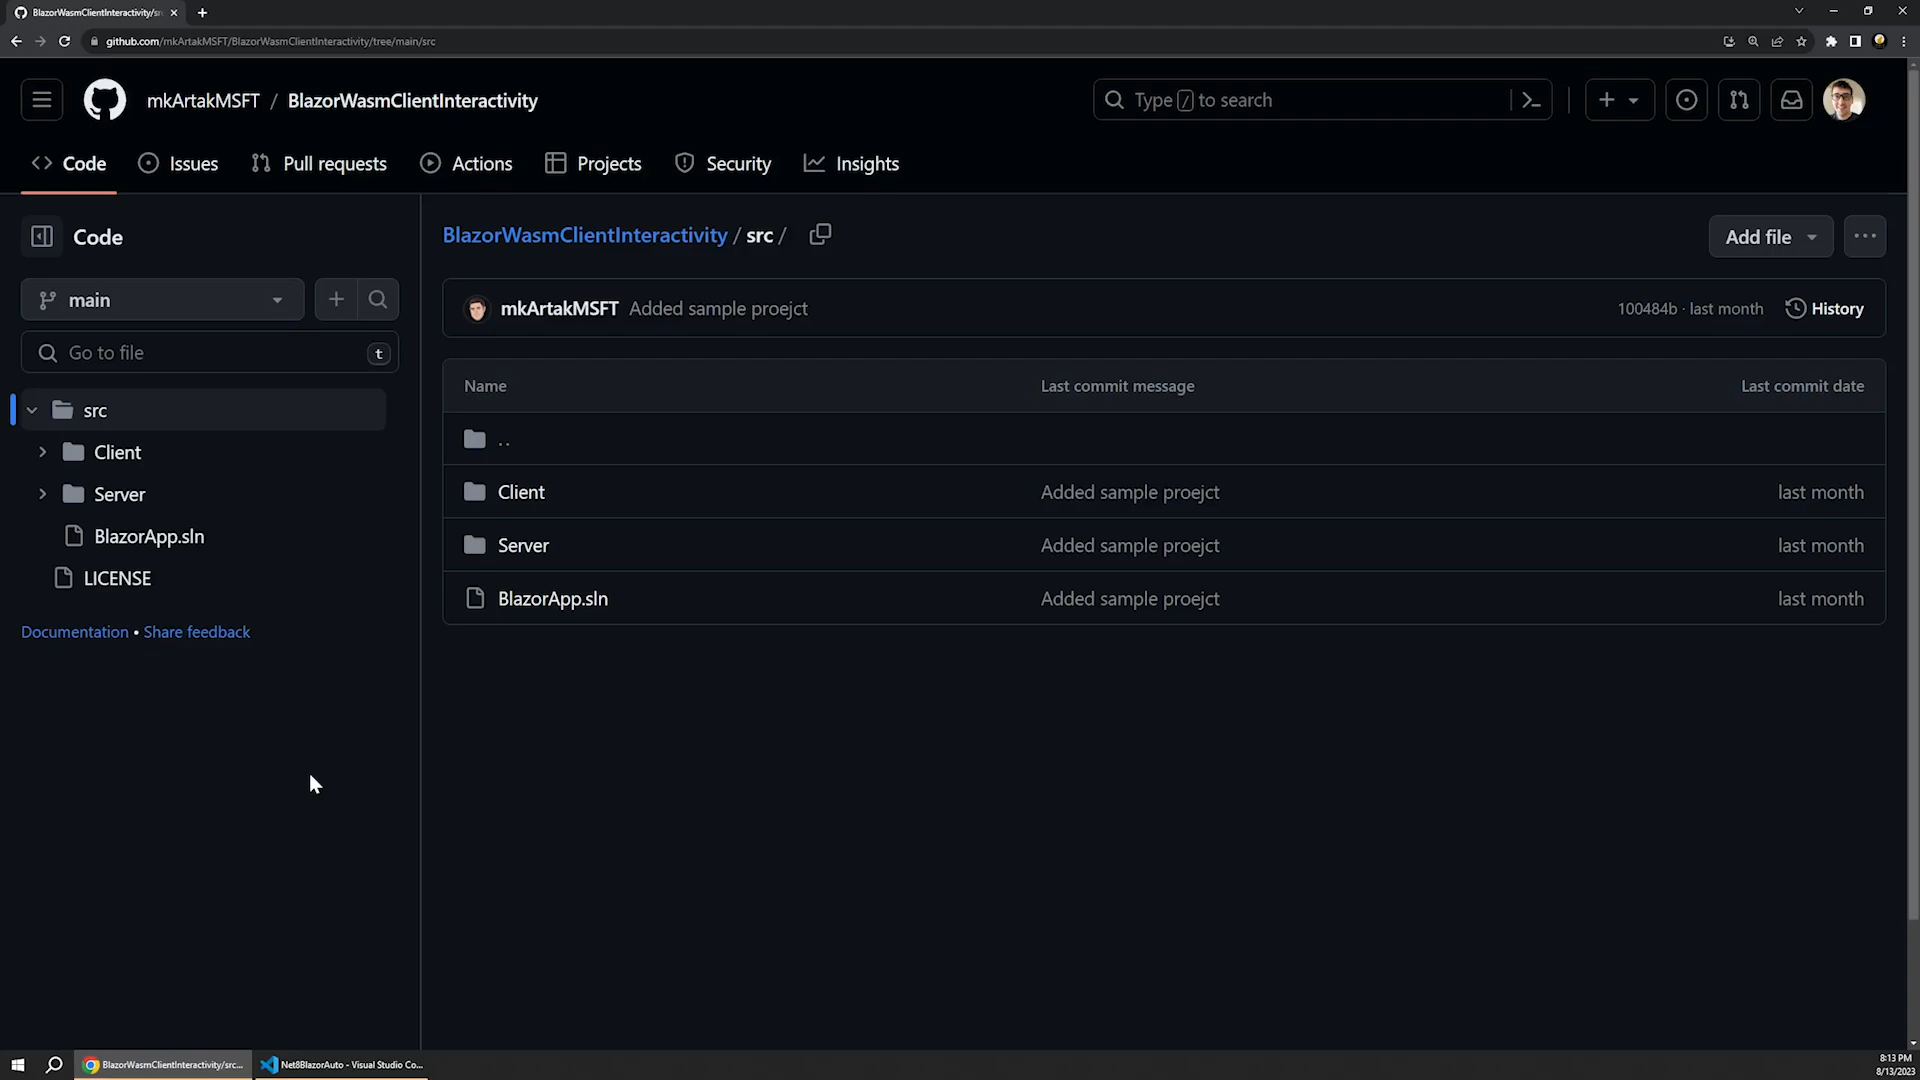 BlazorWasmClientInteractivity/sr
github.com/mkArtakMSFT/BlazorWasmClientInteractivity/tree/main/src
mkArtakMSFT / BlazorWasmClientInteractivity
Type / to search
Code Issues Pull requests Actions Projects Security Insights
Code
BlazorWasmClientInteractivity / src /
Add file
main
mkArtakMSFT Added sample proejct
100484b · last month History
Go to file t
Name Last commit message Last commit date
src
..
Client
Client Added sample proejct last month
Server
Server Added sample proejct last month
BlazorApp.sln
BlazorApp.sln Added sample proejct last month
LICENSE
Documentation • Share feedback
BlazorWasmClientInteractivity/src...
Net8BlazorAuto - Visual Studio Co...
8:13 PM
8/13/2023